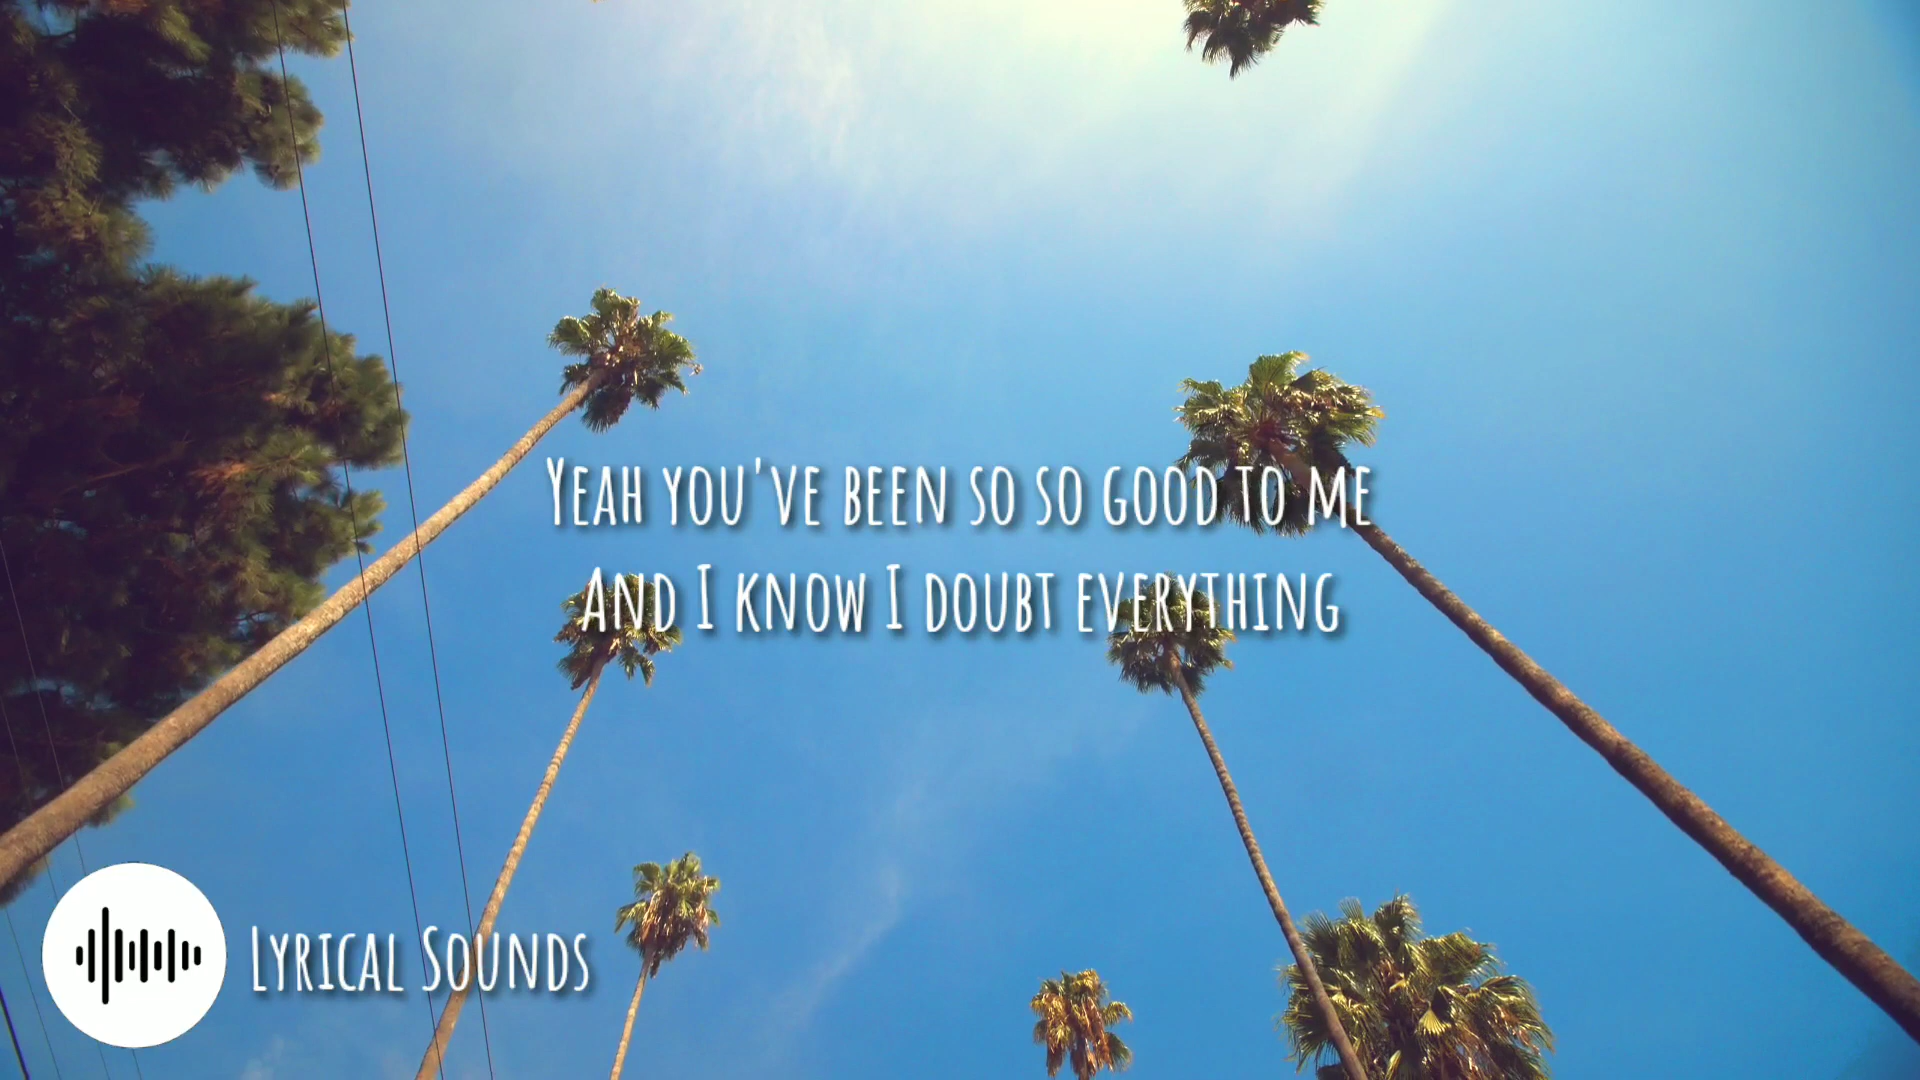 Yeah you've been so so good to me
And I know I doubt everything
Lyrical Sounds